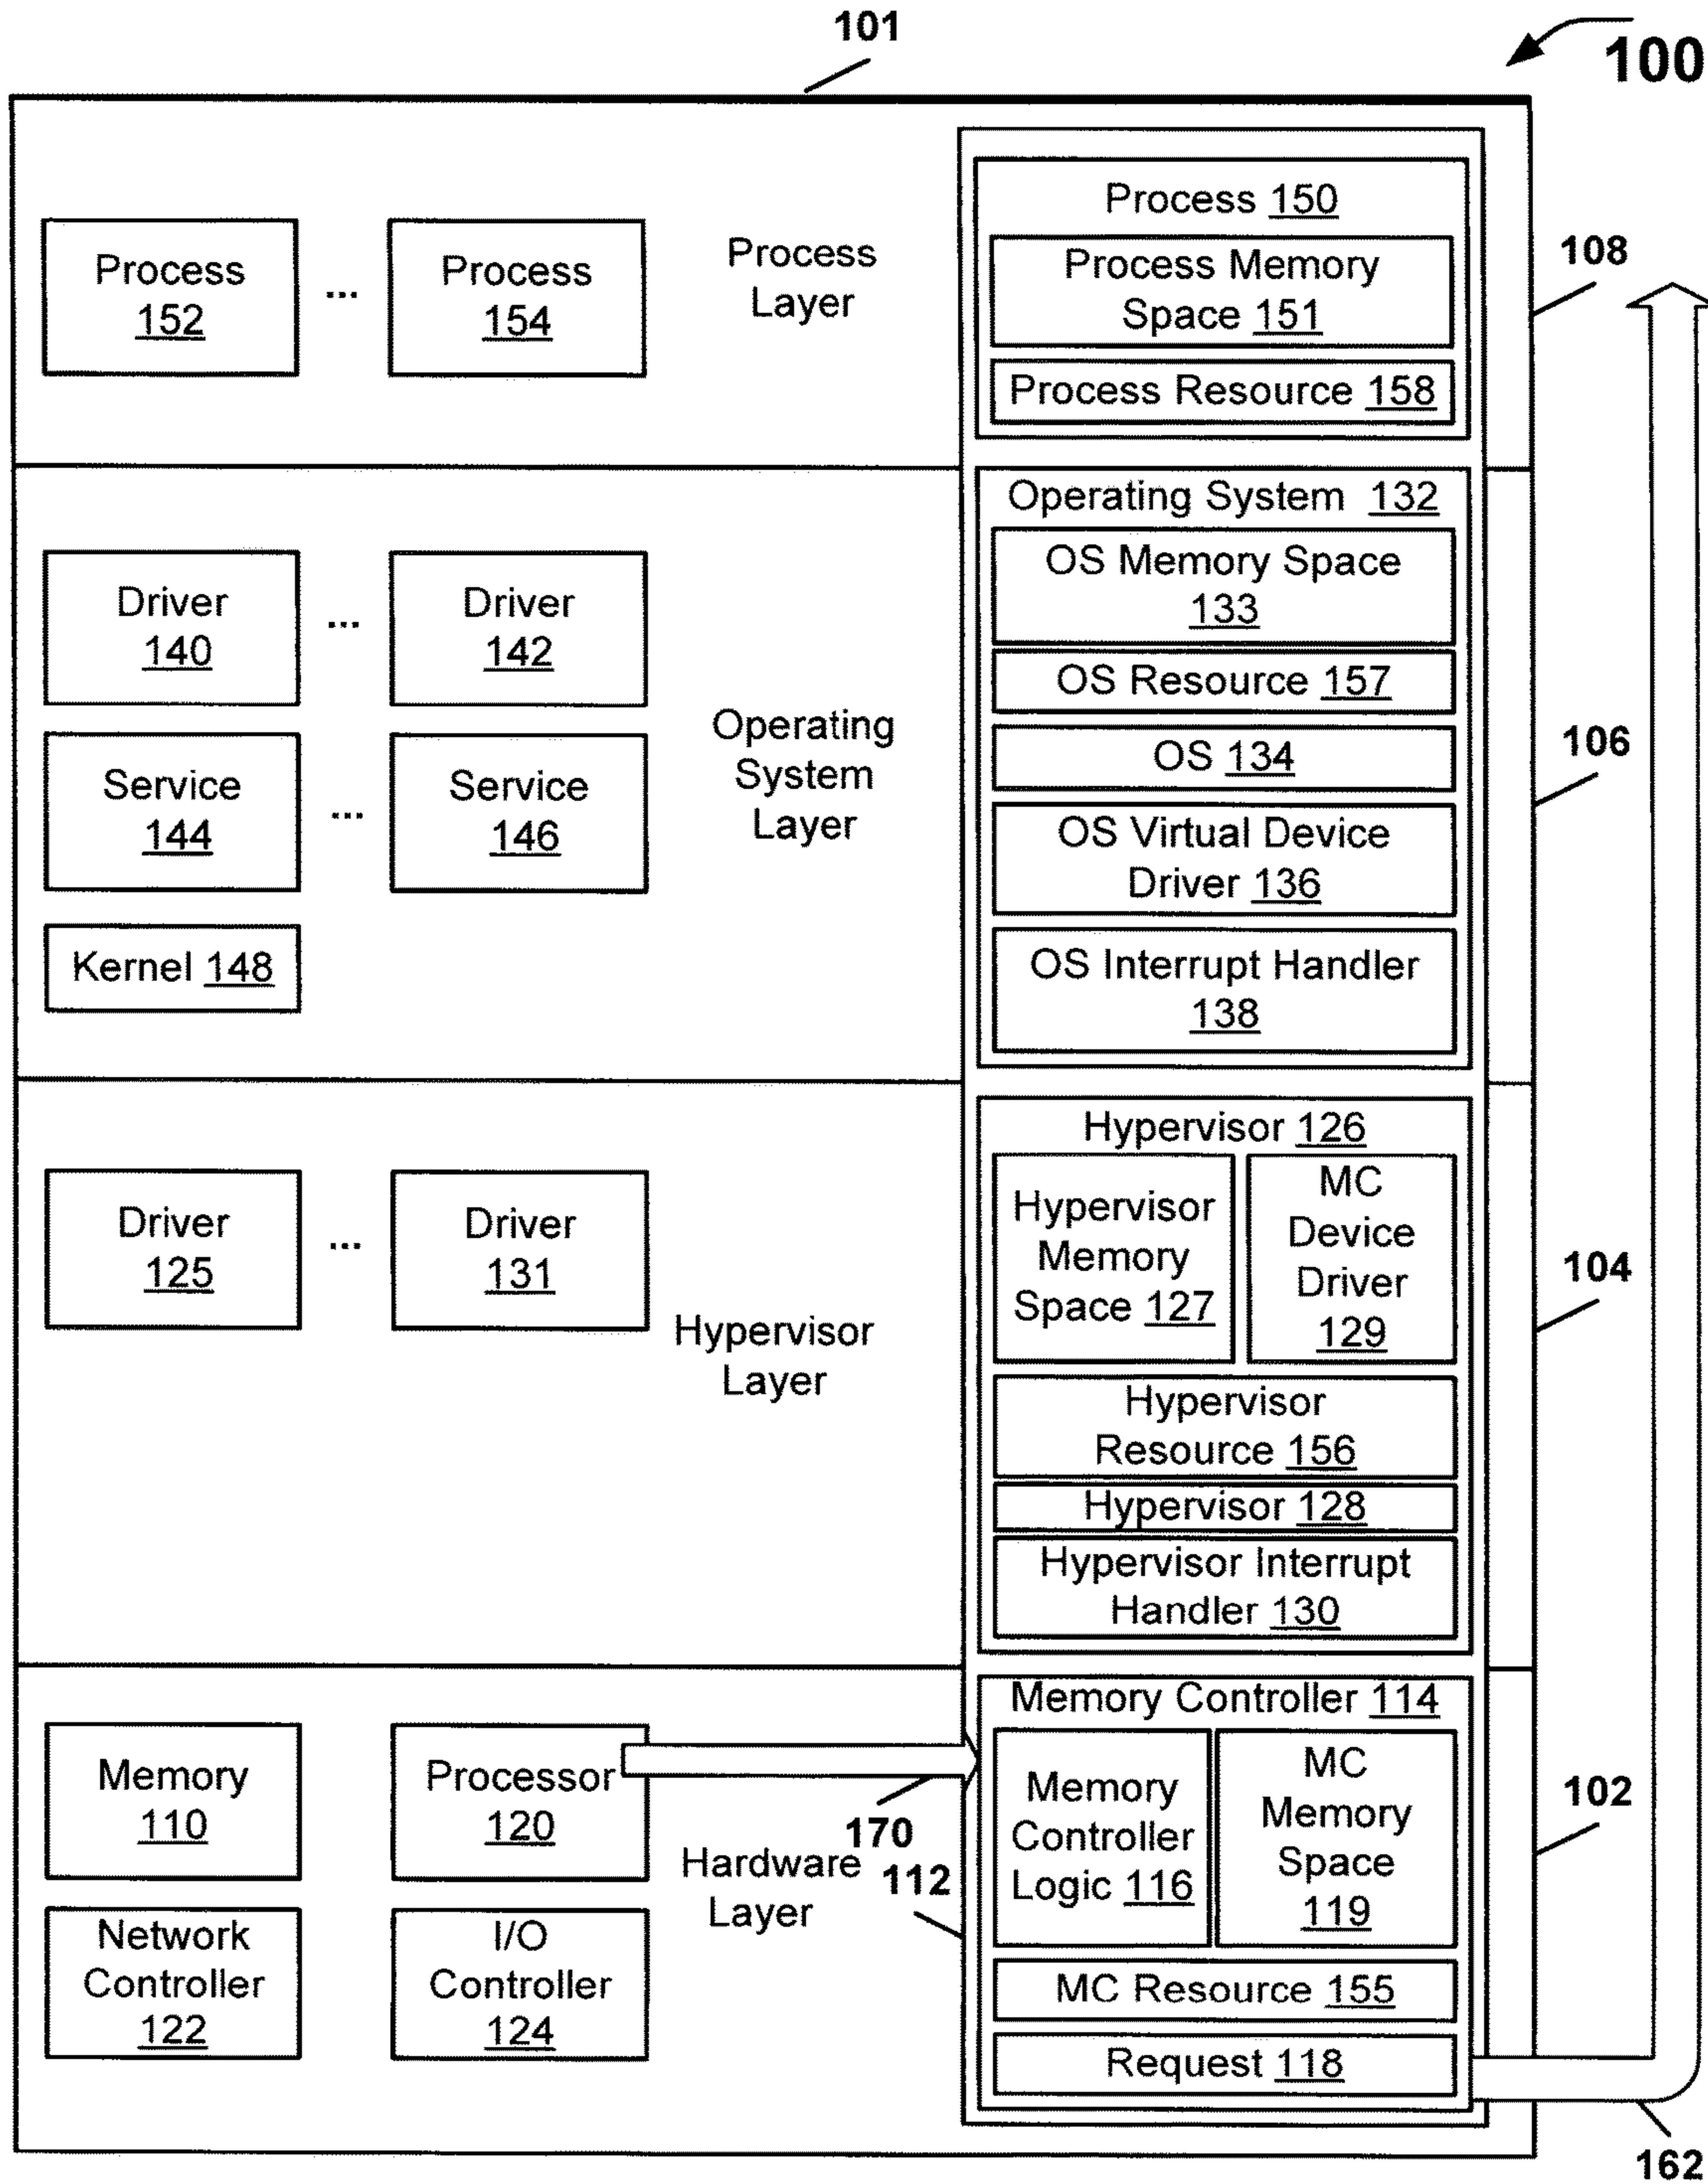 101
100
Process 150
Process Memory
Space 151
Process Resource 158
Process
152
...
Process
154
Process
Layer
108
Operating System 132
OS Memory Space
133
OS Resource 157
OS 134
OS Virtual Device
Driver 136
OS Interrupt Handler
138
Driver
140
...
Driver
142
Service
144
...
Service
146
Kernel 148
Operating
System
Layer
106
Hypervisor 126
Hypervisor
Memory
Space 127
MC
Device
Driver
129
Hypervisor
Resource 156
Hypervisor 128
Hypervisor Interrupt
Handler 130
Driver
125
...
Driver
131
Hypervisor
Layer
104
Memory Controller 114
Memory
Controller
Logic 116
MC
Memory
Space
119
MC Resource 155
Request 118
Memory
110
Processor
120
170
112
Hardware
Layer
Network
Controller
122
I/O
Controller
124
102
162